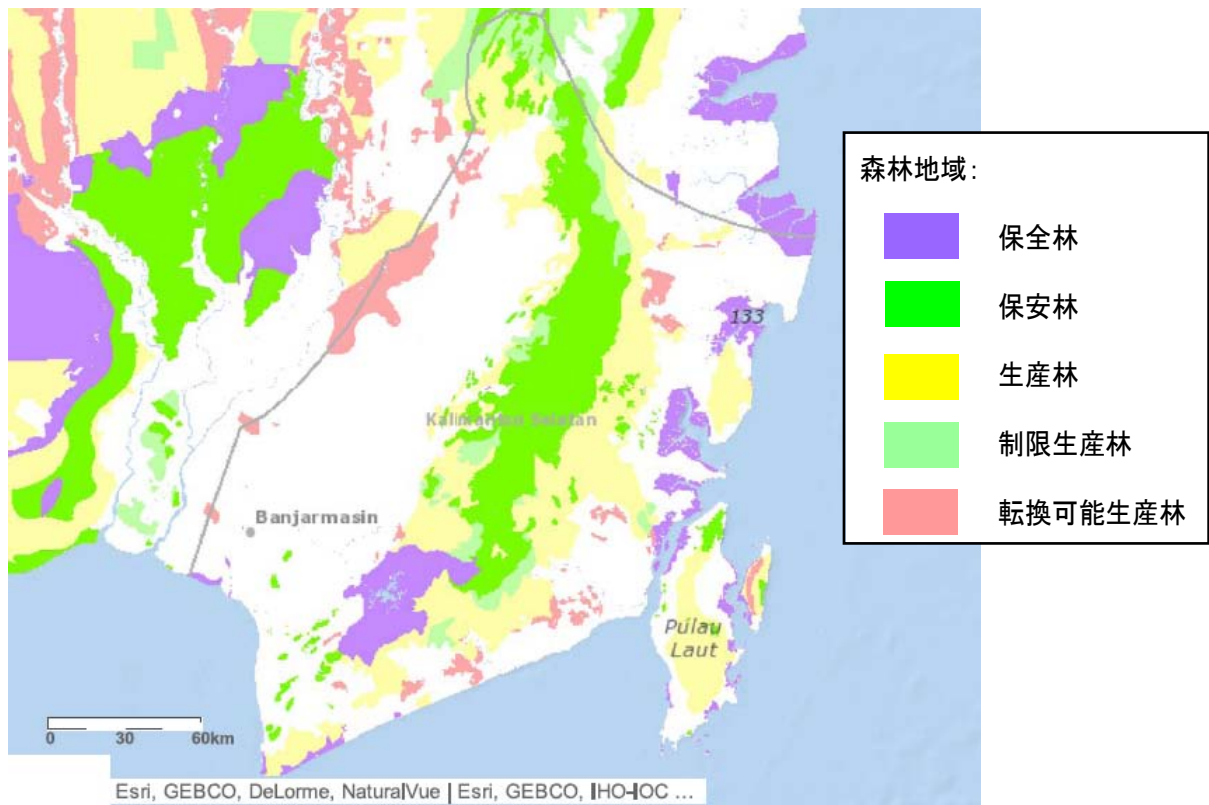 森林地域：
保全林
保安林
生産林
制限生産林
転換可能生産林
133
Kalimantan Selatan
Banjarmasin
Pulau
Laut
0 30 60km
Esri, GEBCO, DeLorme, NaturalVue | Esri, GEBCO, IHO-IOC ...